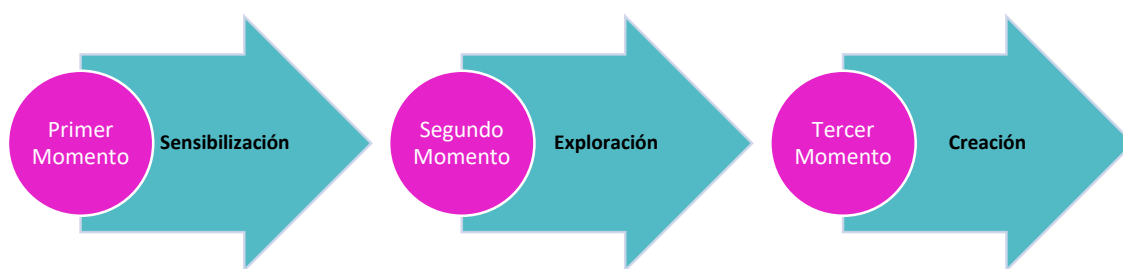 Primer
Momento
Sensibilización
Segundo
Momento
Exploración
Tercer
Momento
Creación